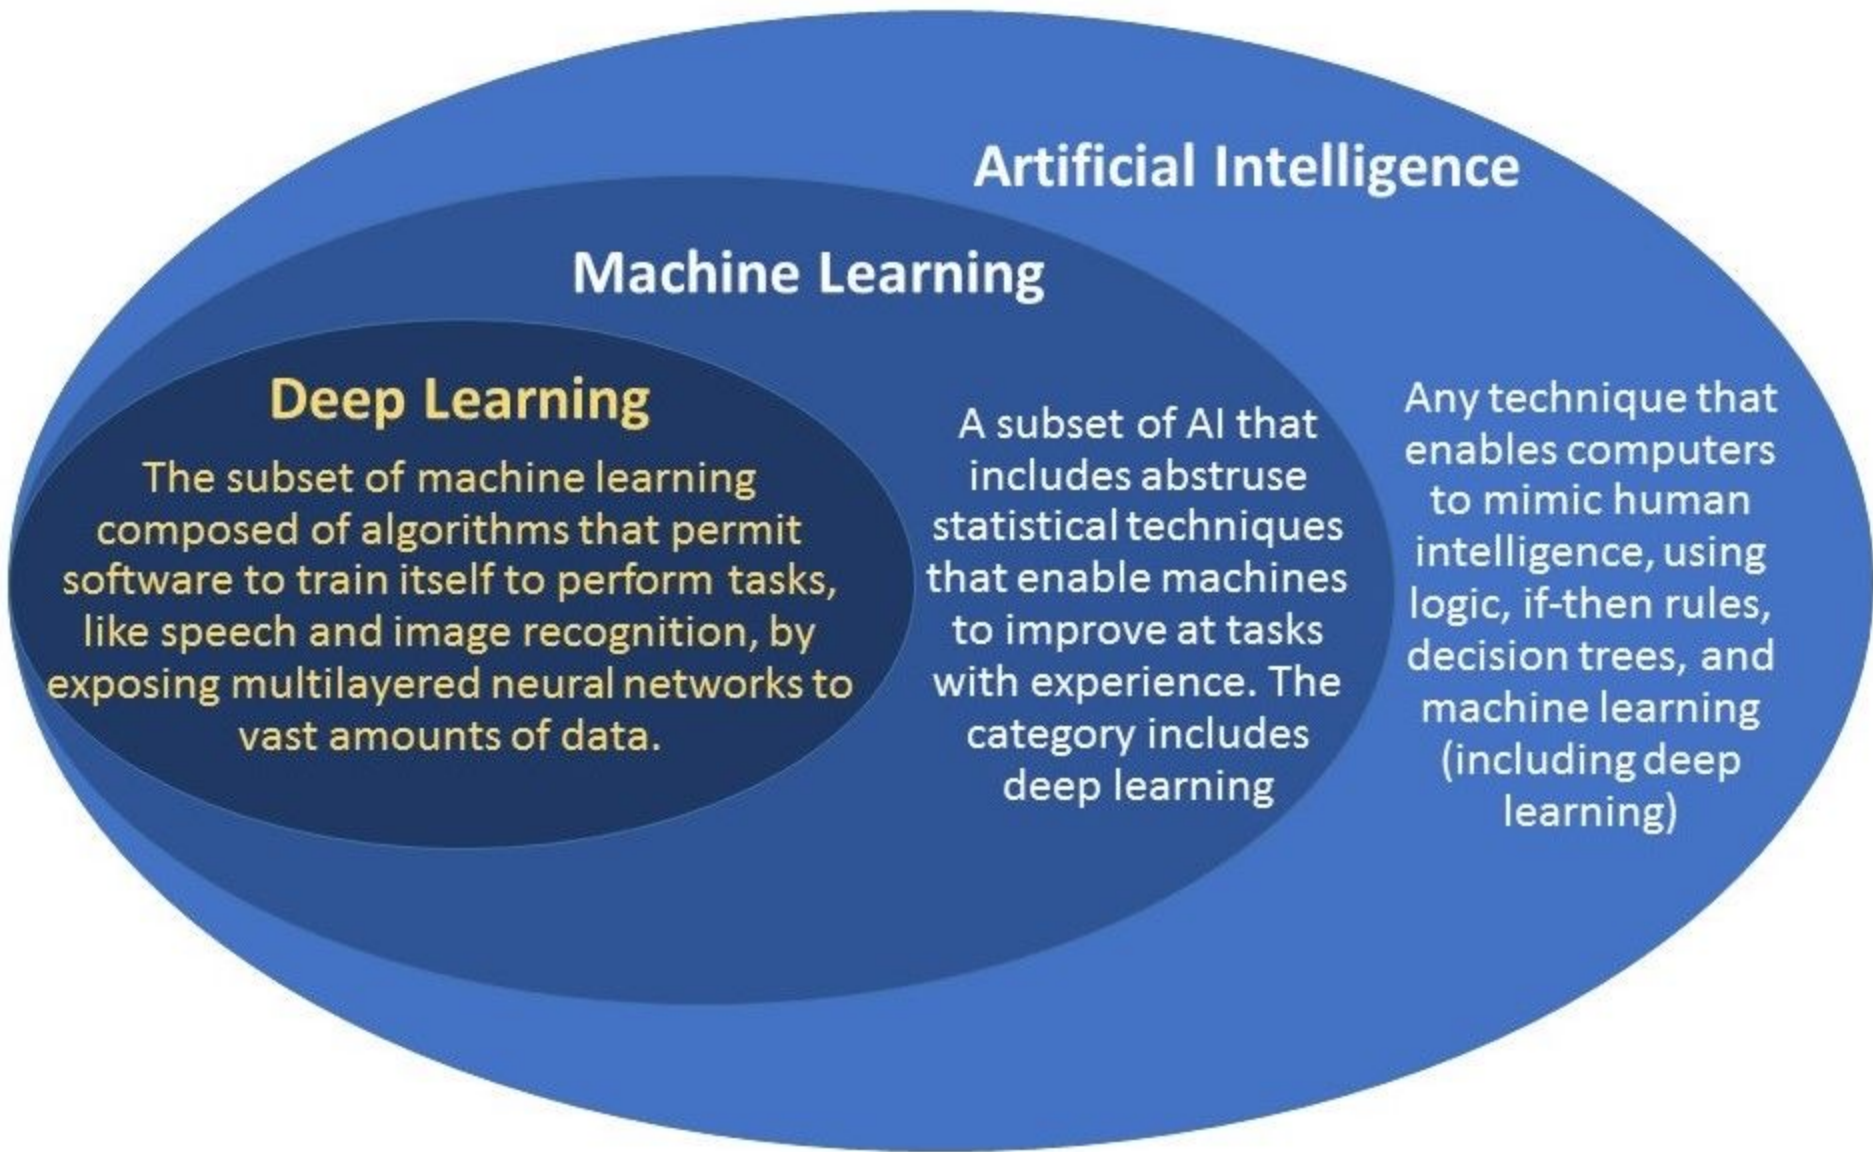 Artificial Intelligence
Machine Learning
Deep Learning
The subset of machine learning
composed of algorithms that permit
software to train itself to perform tasks,
like speech and image recognition, by
exposing multilayered neural networks to
vast amounts of data.
A subset of AI that
includes abstruse
statistical techniques
that enable machines
to improve at tasks
with experience. The
category includes
deep learning
Any technique that
enables computers
to mimic human
intelligence, using
logic, if-then rules,
decision trees, and
machine learning
(including deep
learning)